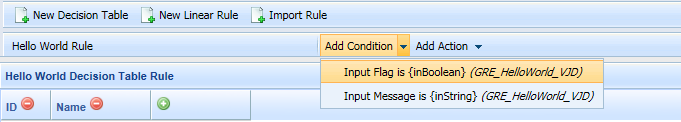 New Decision Table New Linear Rule Import Rule
Hello World Rule Add Condition Add Action
Input Flag is {inBoolean} (GRE_HelloWorld_VJD)
Input Message is {inString} (GRE_HelloWorld_VJD)
Hello World Decision Table Rule
ID Name